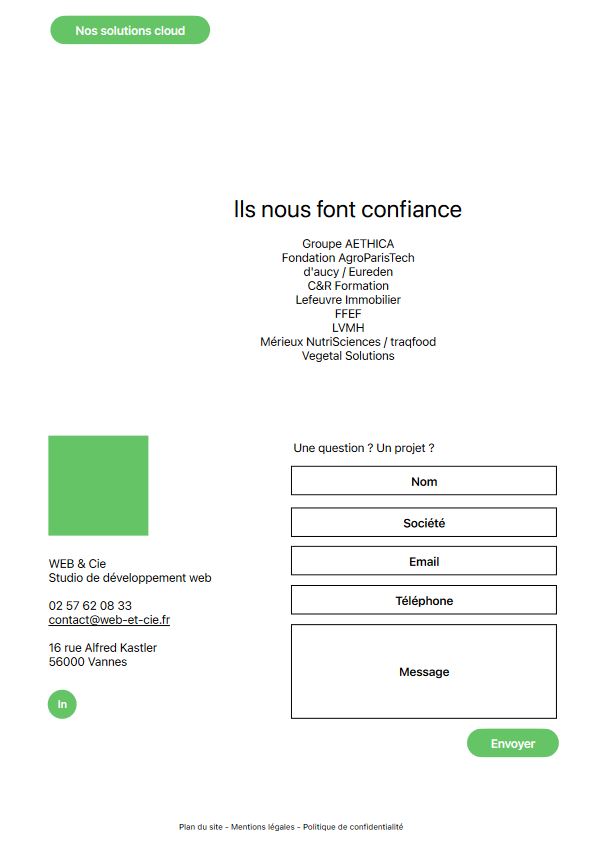 Nos solutions cloud
Ils nous font confiance
Groupe AETHICA
Fondation AgroParisTech
d'aucy / Eureden
C&R Formation
Lefeuvre Immobilier
FFEF
LVMH
Mérieux NutriSciences / traqfood
Vegetal Solutions
WEB & Cie
Studio de développement web
02 57 62 08 33
contact@web-et-cie.fr
16 rue Alfred Kastler
56000 Vannes
In
Une question ? Un projet ?
Nom
Société
Email
Téléphone
Message
Envoyer
Plan du site - Mentions légales - Politique de confidentialité